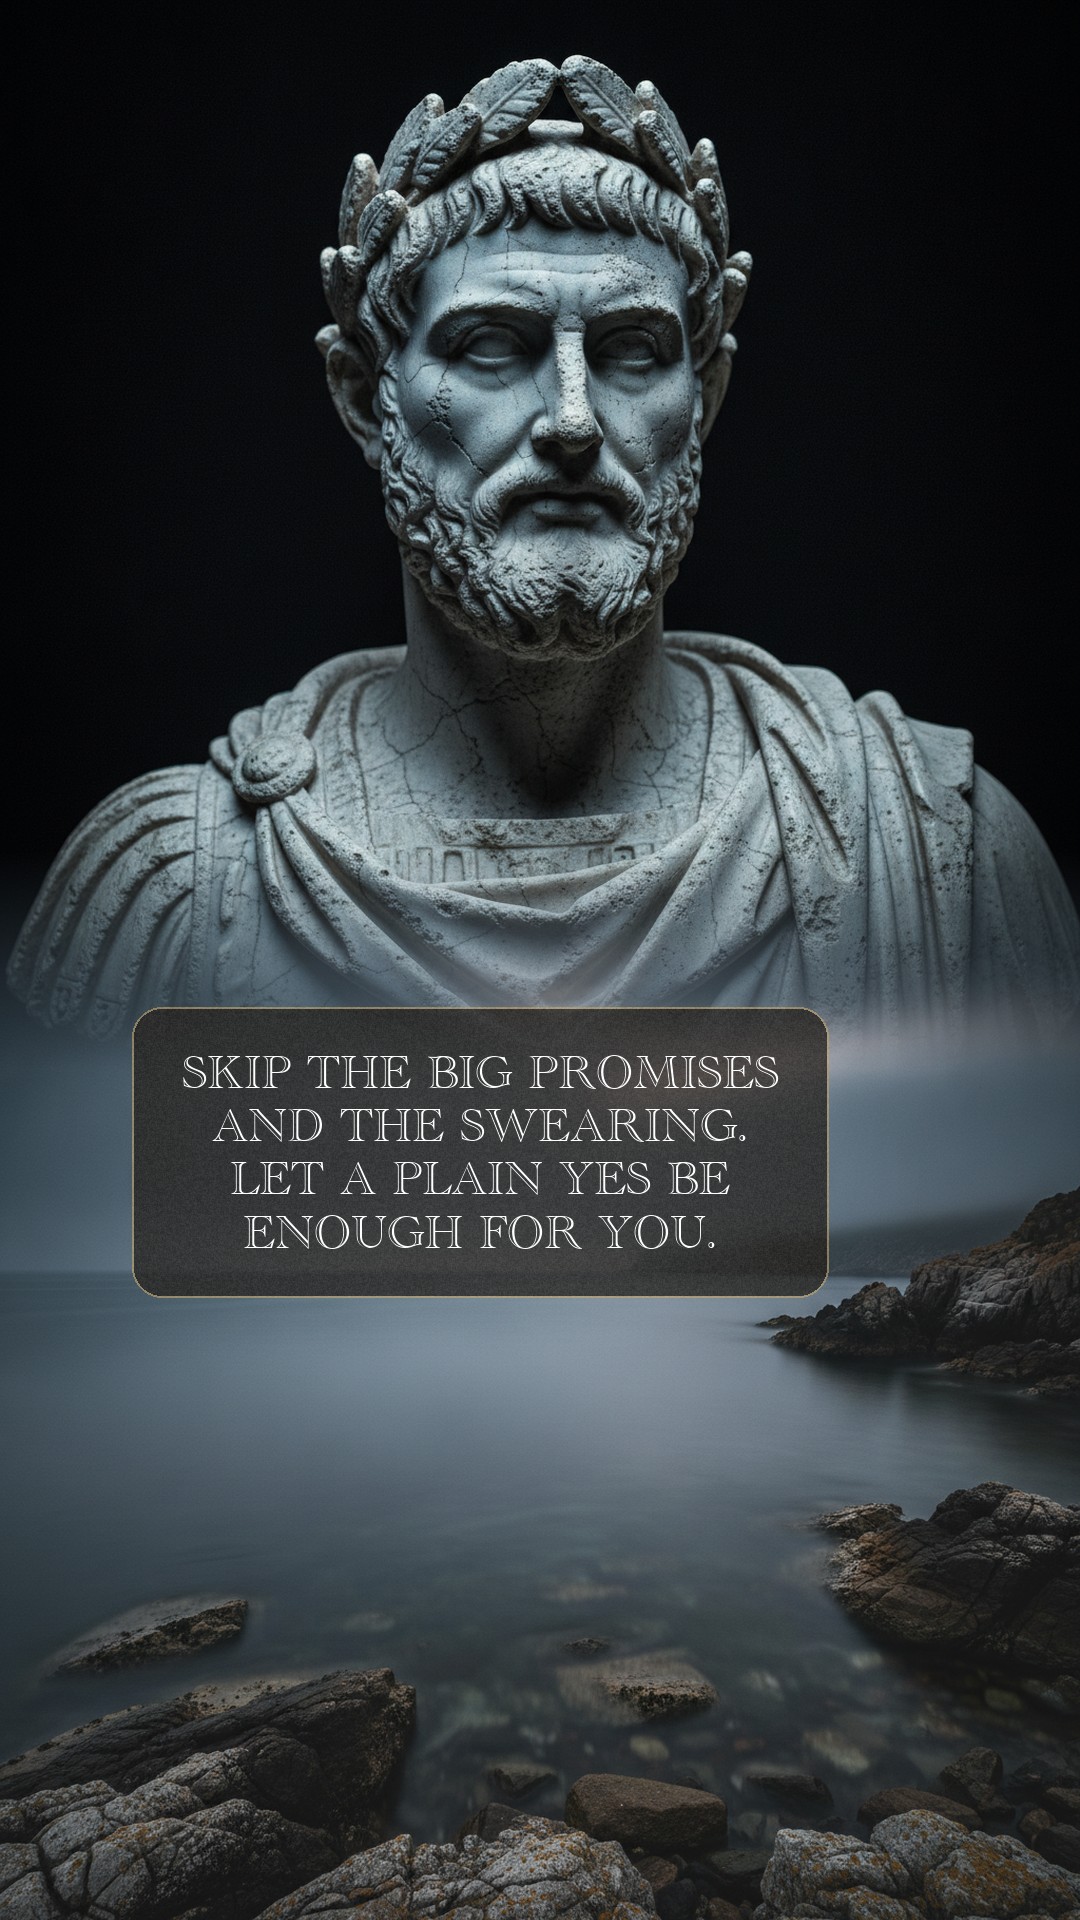 SKIP THE BIG PROMISES
AND THE SWEARING.
LET A PLAIN YES BE
ENOUGH FOR YOU.